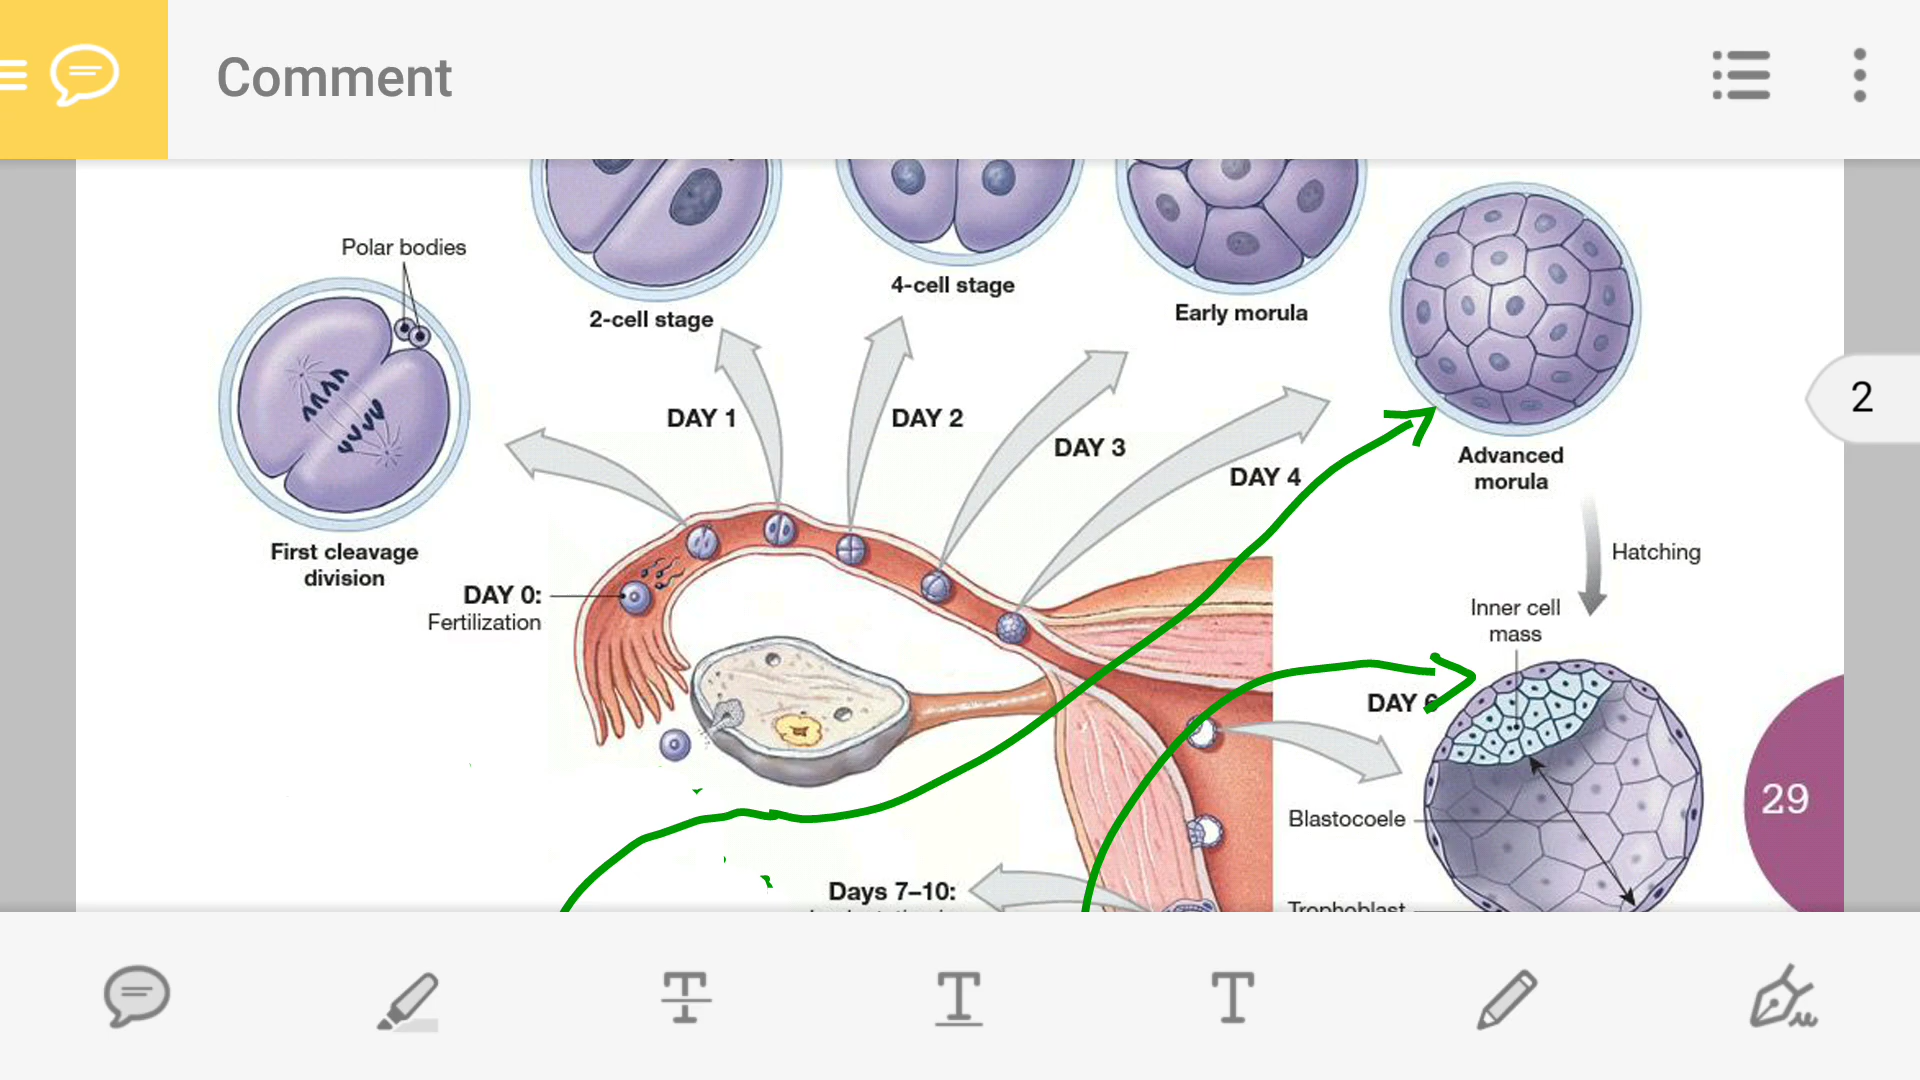 Comment
Polar bodies
2-cell stage
4-cell stage
Early morula
Advanced
morula
First cleavage
division
DAY 1
DAY 2
DAY 3
DAY 4
DAY 0:
Fertilization
Hatching
Inner cell
mass
DAY 6
Blastocoele
Days 7–10:
Trophoblast
2
29